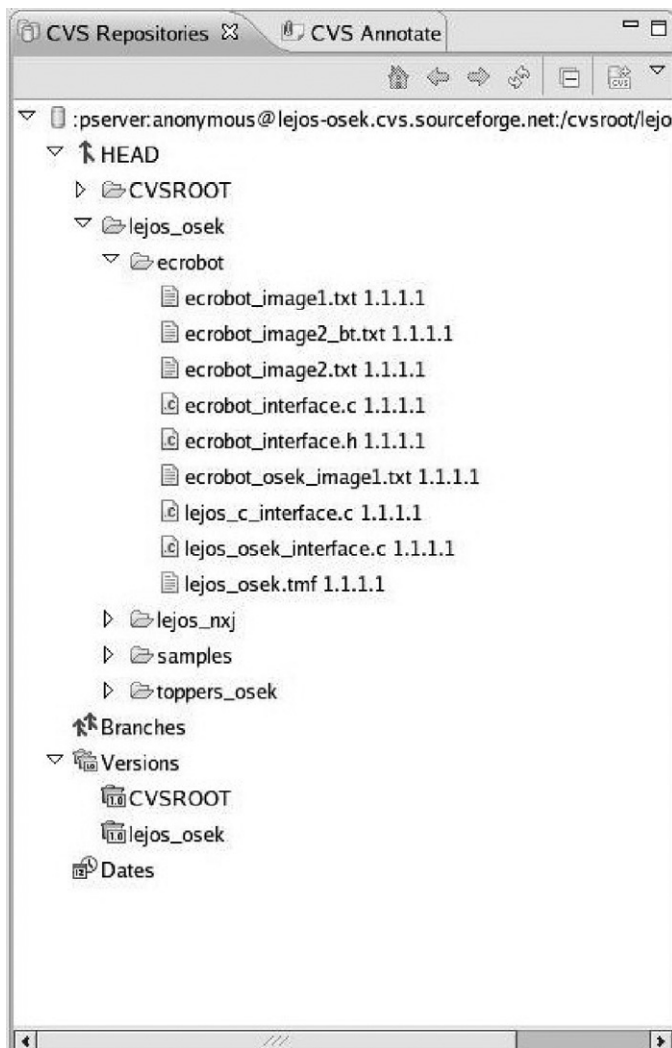 CVS Repositories
CVS Annotate
:pserver:anonymous@lejos-osek.cvs.sourceforge.net:/cvsroot/lejo
HEAD
CVSROOT
lejos_osek
ecrobot
ecrobot_image1.txt 1.1.1.1
ecrobot_image2_bt.txt 1.1.1.1
ecrobot_image2.txt 1.1.1.1
ecrobot_interface.c 1.1.1.1
ecrobot_interface.h 1.1.1.1
ecrobot_osek_image1.txt 1.1.1.1
lejos_c_interface.c 1.1.1.1
lejos_osek_interface.c 1.1.1.1
lejos_osek.tmf 1.1.1.1
lejos_nxj
samples
toppers_osek
Branches
Versions
CVSROOT
lejos_osek
Dates